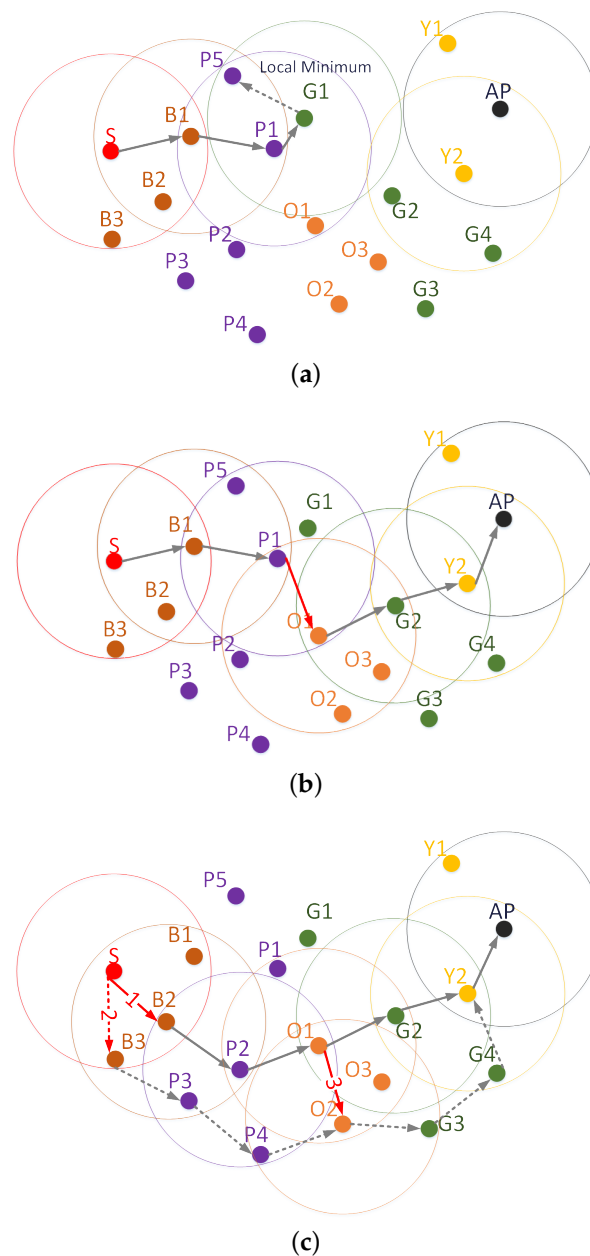 Y1
P5
Local Minimum
G1
AP
B1
S
P1
Y2
B2
B3
O1
G2
P2
P3
O3
G4
O2
G3
P4
(a)
Y1
P5
G1
AP
B1
S
P1
Y2
B2
O1
G2
B3
P2
P3
O3
G4
O2
G3
P4
(b)
Y1
P5
G1
AP
B1
S
P1
1
B2
Y2
2
B3
O1
G2
P2
P3
O3
3
G4
O2
G3
P4
(c)